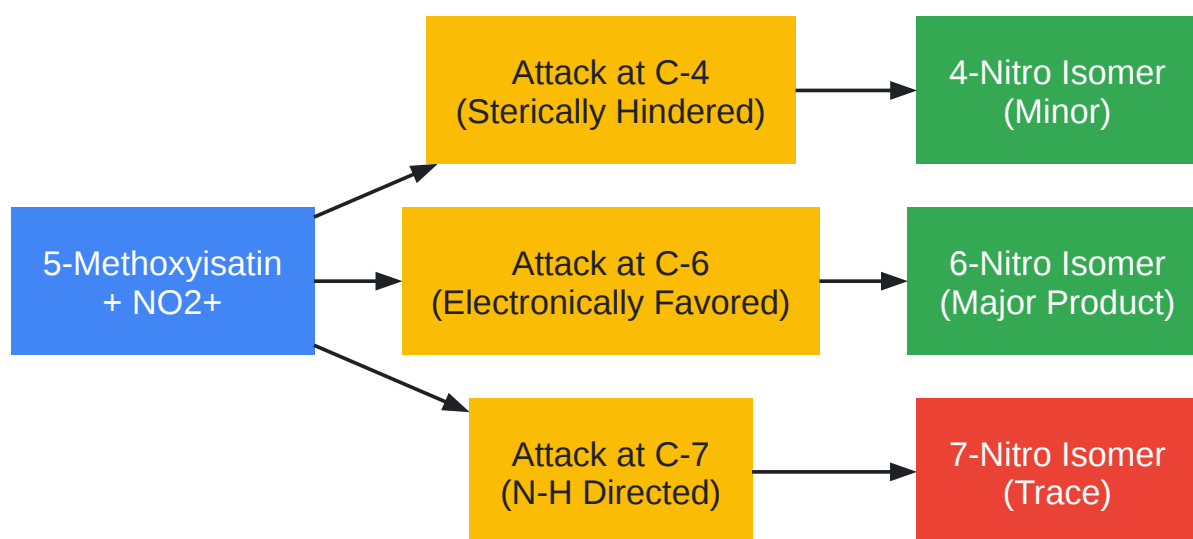 Attack at C-4
(Sterically Hindered)
4-Nitro Isomer
(Minor)
5-Methoxyisatin
+ NO2+
Attack at C-6
(Electronically Favored)
6-Nitro Isomer
(Major Product)
Attack at C-7
(N-H Directed)
7-Nitro Isomer
(Trace)